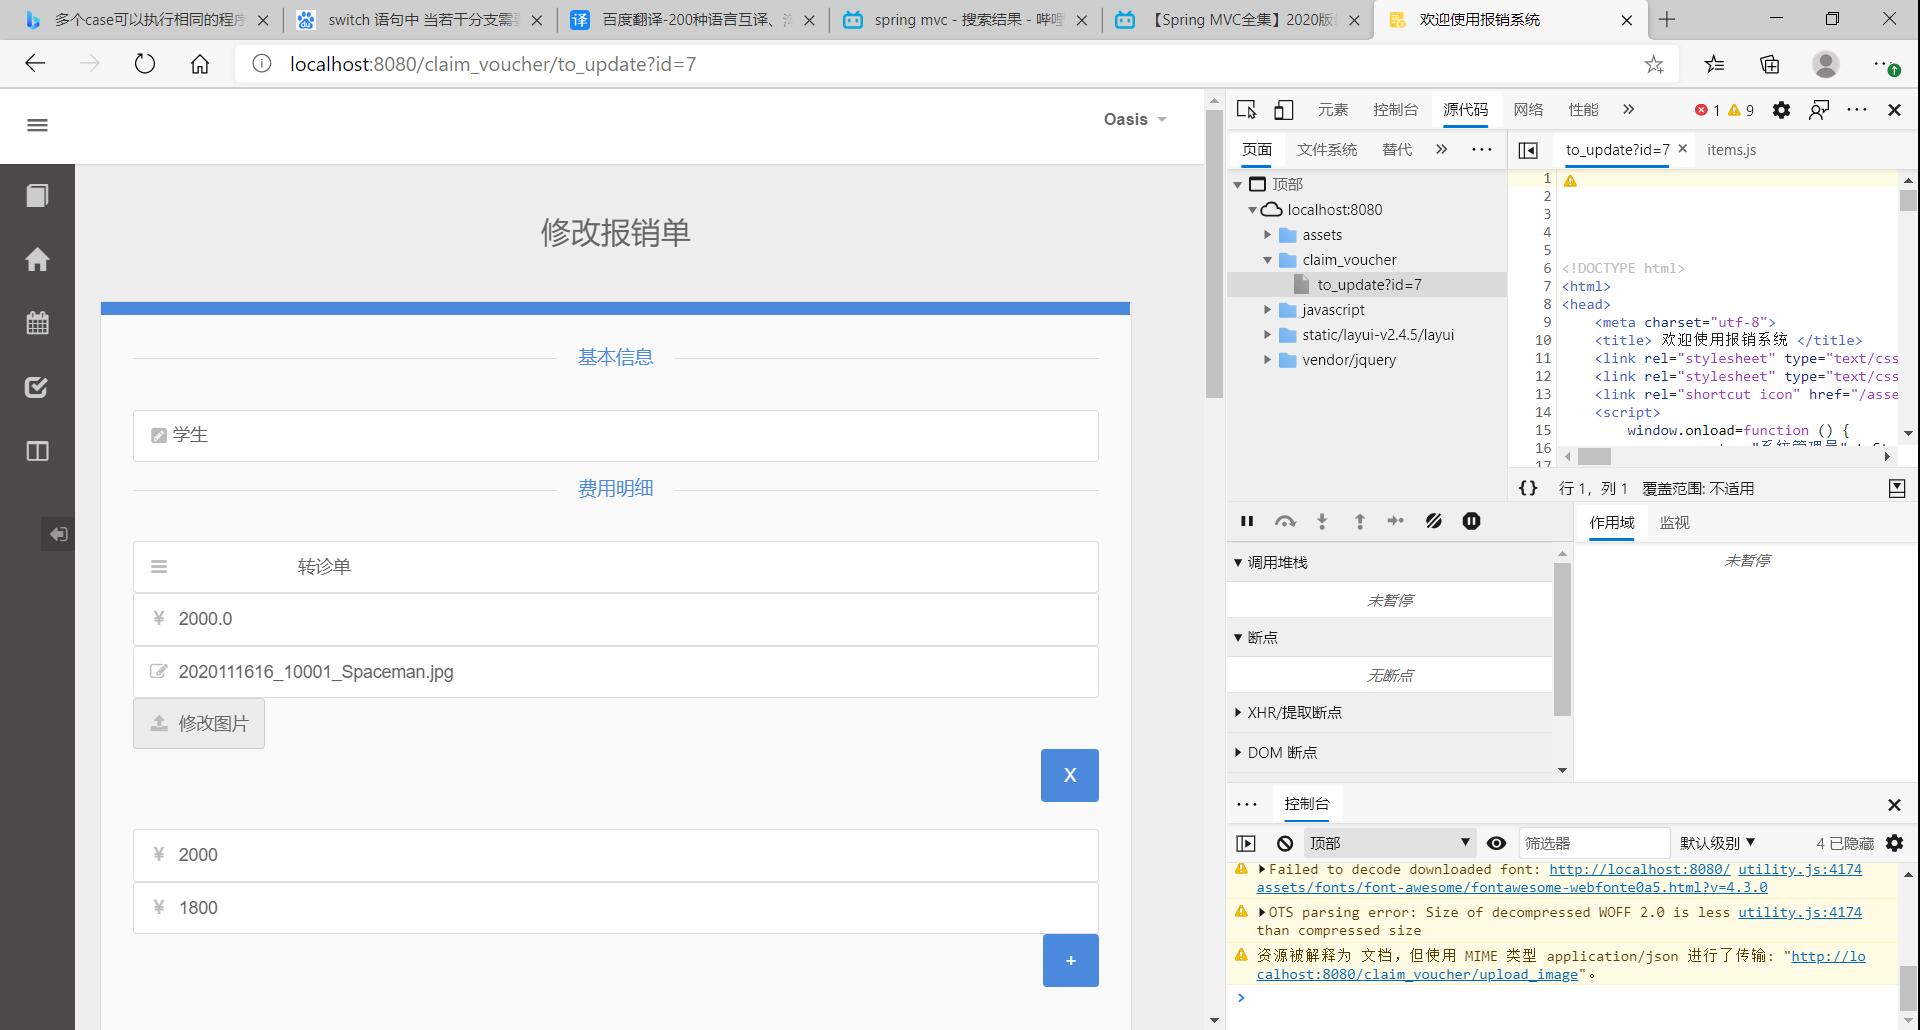 多个case可以执行相同的程序
switch 语句中 当若干分支需
百度翻译-200种语言互译、
spring mvc - 搜索结果 - 哔哩
【Spring MVC全集】2020版
欢迎使用报销系统
localhost:8080/claim_voucher/to_update?id=7
Oasis
修改报销单
基本信息
学生
费用明细
转诊单
¥ 2000.0
2020111616_10001_Spaceman.jpg
修改图片
X
¥ 2000
¥ 1800
+
元素 控制台 源代码 网络 性能 » 1 9
页面 文件系统 替代 »
顶部
localhost:8080
assets
claim_voucher
to_update?id=7
javascript
static/layui-v2.4.5/layui
vendor/jquery
to_update?id=7 items.js
1
2
3
4
5
6 <!DOCTYPE html>
7 <html>
8 <head>
9 <meta charset="utf-8">
10 <title> 欢迎使用报销系统 </title>
11 <link rel="stylesheet" type="text/css
12 <link rel="stylesheet" type="text/css
13 <link rel="shortcut icon" href="/asse
14 <script>
15 window.onload=function () {
16
17
{} 行 1，列 1 覆盖范围: 不适用
调用堆栈
未暂停
断点
无断点
XHR/提取断点
DOM 断点
作用域 监视
未暂停
控制台
顶部 筛选器 默认级别 4 已隐藏
Failed to decode downloaded font: http://localhost:8080/ utility.js:4174
assets/fonts/font-awesome/fontawesome-webfonte0a5.html?v=4.3.0
OTS parsing error: Size of decompressed WOFF 2.0 is less utility.js:4174
than compressed size
资源被解释为 文档，但使用 MIME 类型 application/json 进行了传输: "http://lo
calhost:8080/claim_voucher/upload_image"。